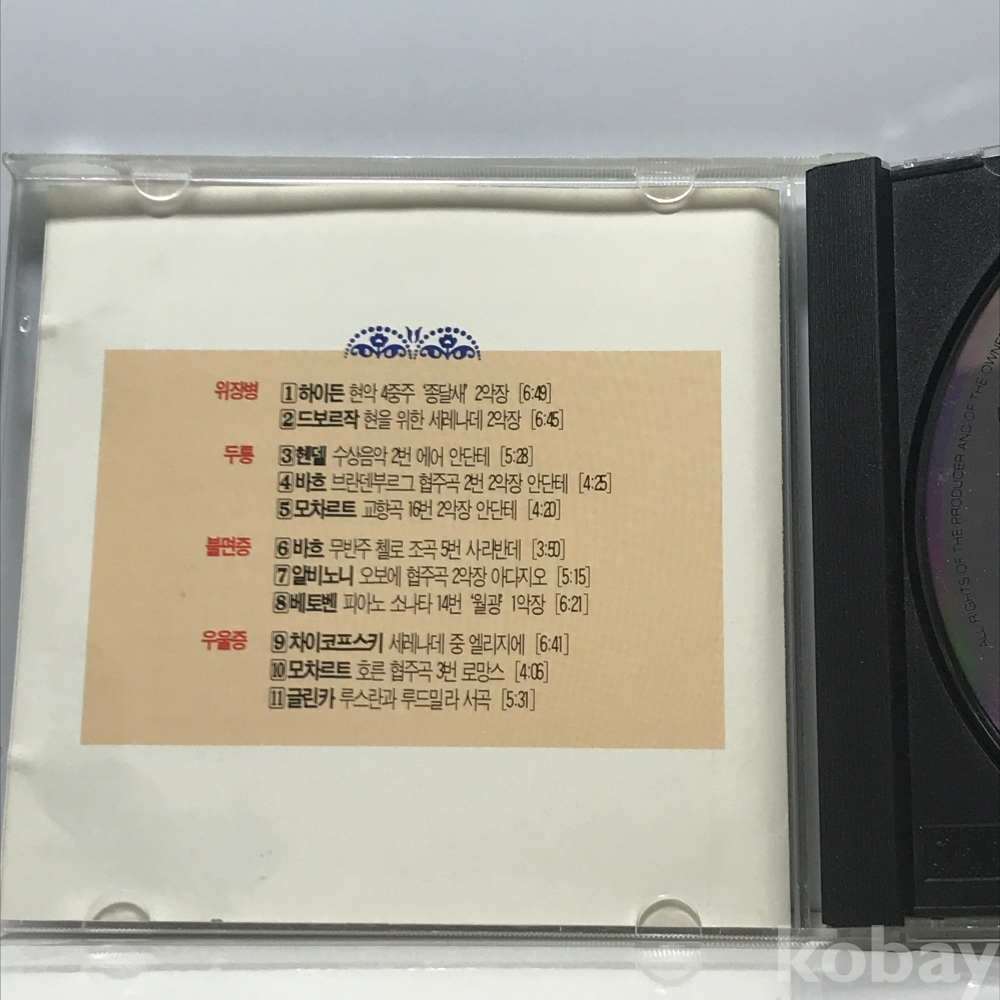 위장병 1 하이든 현악 4중주 '종달새' 2악장 [6:49]
2 드보르작 현을 위한 세레나데 2악장 [6:45]
두통 3 헨델 수상음악 2번 에어 안단테 [5:28]
4 바흐 브란덴부르그 협주곡 2번 2악장 안단테 [4:25]
5 모차르트 교향곡 16번 2악장 안단테 [4:20]
불면증 6 바흐 무반주 첼로 조곡 5번 사라반데 [3:50]
7 알비노니 오보에 협주곡 2악장 아다지오 [5:15]
8 베토벤 피아노 소나타 14번 '월광' 1악장 [6:21]
우울증 9 차이코프스키 세레나데 중 엘리지에 [6:41]
10 모차르트 호른 협주곡 3번 로망스 [4:06]
11 글린카 루스란과 루드밀라 서곡 [5:31]
ALL RIGHTS OF THE PRODUCER AND OF THE OWNE
kobay